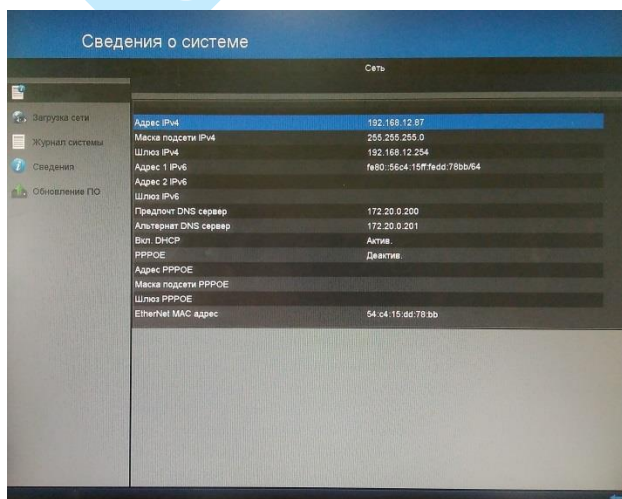 Сведения о системе
Сеть
Загрузка сети
Журнал системы
Сведения
Обновление ПО
Адрес IPv4 192.168.12.87
Маска подсети IPv4 255.255.255.0
Шлюз IPv4 192.168.12.254
Адрес 1 IPv6 fe80::56c4:15ff:fedd:78bb/64
Адрес 2 IPv6
Шлюз IPv6
Предпочт DNS сервер 172.20.0.200
Альтернат DNS сервер 172.20.0.201
Вкл. DHCP Актив.
PPPOE Деактив.
Адрес PPPOE
Маска подсети PPPOE
Шлюз PPPOE
EtherNet MAC адрес 54:c4:15:dd:78:bb